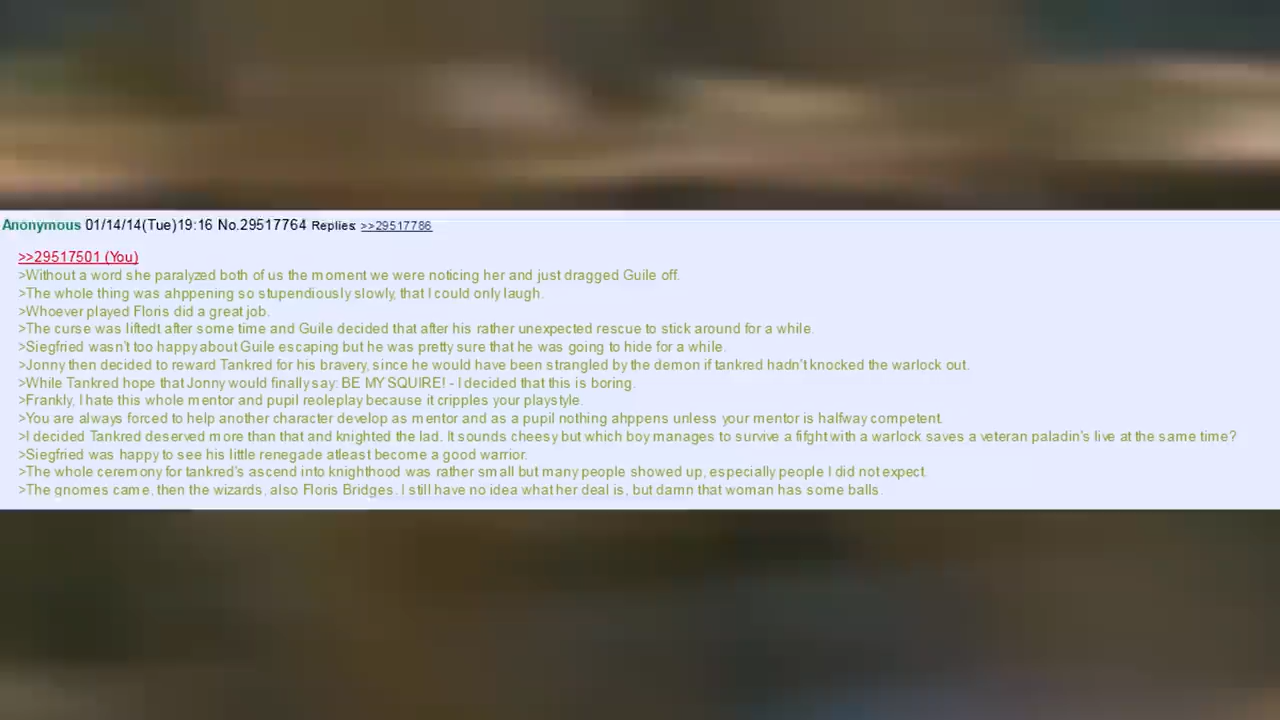 Anonymous 01/14/14(Tue)19:16 No.29517764 Replies: >>29517786
>>29517501 (You)
>Without a word she paralyzed both of us the moment we were noticing her and just dragged Guile off.
>The whole thing was ahppening so stupendiously slowly, that I could only laugh.
>Whoever played Floris did a great job.
>The curse was liftedt after some time and Guile decided that after his rather unexpected rescue to stick around for a while.
>Siegfried wasn't too happy about Guile escaping but he was pretty sure that he was going to hide for a while.
>Jonny then decided to reward Tankred for his bravery, since he would have been strangled by the demon if tankred hadn't knocked the warlock out.
>While Tankred hope that Jonny would finally say: BE MY SQUIRE! - I decided that this is boring.
>Frankly, I hate this whole mentor and pupil reoleplay because it cripples your playstyle.
>You are always forced to help another character develop as mentor and as a pupil nothing ahppens unless your mentor is halfway competent.
>I decided Tankred deserved more than that and knighted the lad. It sounds cheesy but which boy manages to survive a fifght with a warlock saves a veteran paladin's live at the same time?
>Siegfried was happy to see his little renegade atleast become a good warrior.
>The whole ceremony for tankred's ascend into knighthood was rather small but many people showed up, especially people I did not expect.
>The gnomes came, then the wizards, also Floris Bridges. I still have no idea what her deal is, but damn that woman has some balls.